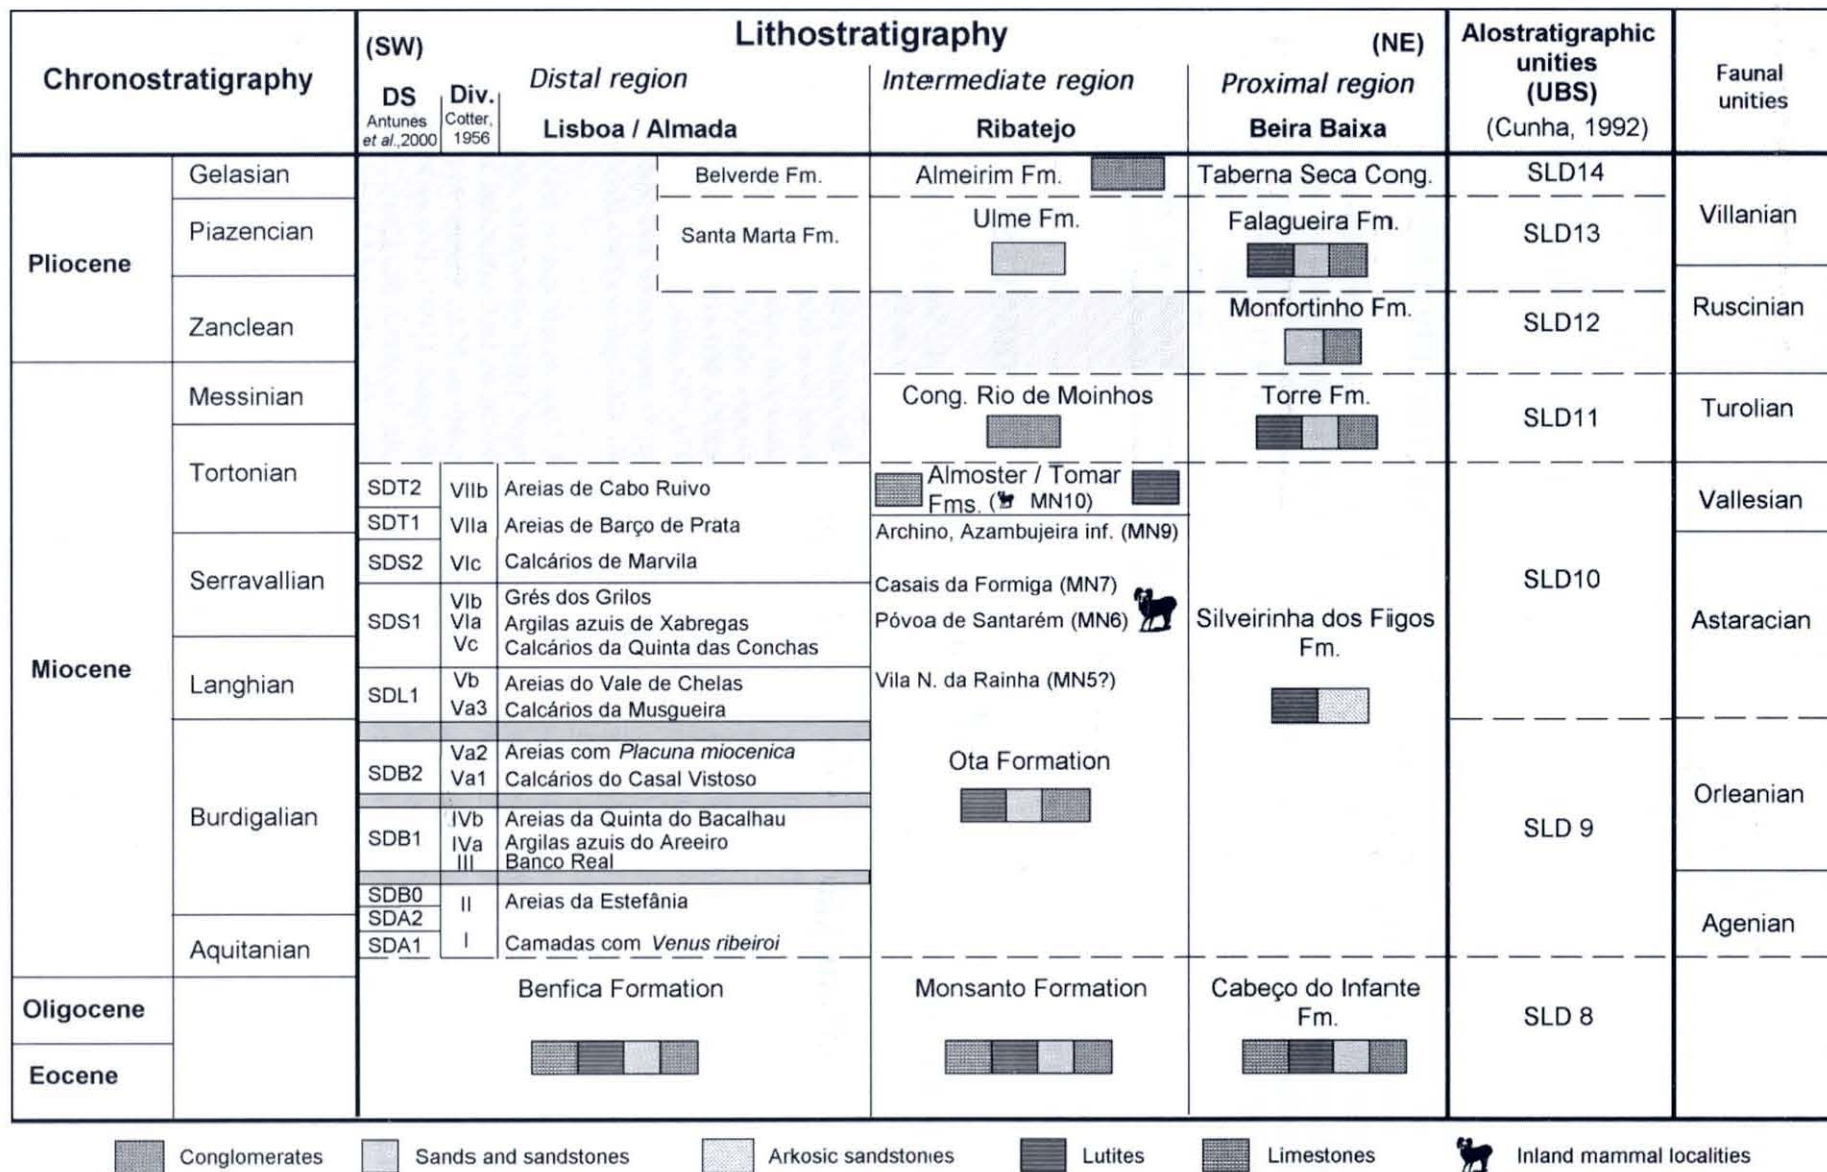 Chronostratigraphy
(SW)
Lithostratigraphy
(NE)
DS
Antunes
et al.,2000
Div.
Cotter,
1956
Distal region
Lisboa / Almada
Intermediate region
Ribatejo
Proximal region
Beira Baixa
Alostratigraphic
unities
(UBS)
(Cunha, 1992)
Faunal
unities
Pliocene
Gelasian
Belverde Fm.
Almeirim Fm.
Taberna Seca Cong.
SLD14
Piazencian
Santa Marta Fm.
Ulme Fm.
Falagueira Fm.
SLD13
Villanian
Zanclean
Monfortinho Fm.
SLD12
Ruscinian
Miocene
Messinian
Cong. Rio de Moinhos
Torre Fm.
SLD11
Turolian
Tortonian
SDT2
VIIb
Areias de Cabo Ruivo
Almoster / Tomar
Fms. ( MN10)
Vallesian
SDT1
VIIa
Areias de Barço de Prata
Archino, Azambujeira inf. (MN9)
Serravallian
SDS2
VIc
Calcários de Marvila
Casais da Formiga (MN7)
SLD10
SDS1
VIb
Grés dos Grilos
VIa
Argilas azuis de Xabregas
Póvoa de Santarém (MN6)
Silveirinha dos Fiigos
Fm.
Astaracian
Vc
Calcários da Quinta das Conchas
Langhian
SDL1
Vb
Areias do Vale de Chelas
Vila N. da Rainha (MN5?)
Va3
Calcários da Musgueira
Burdigalian
SDB2
Va2
Areias com Placuna miocenica
Va1
Calcários do Casal Vistoso
Ota Formation
Orleanian
SLD 9
SDB1
IVb
Areias da Quinta do Bacalhau
IVa
Argilas azuis do Areeiro
III
Banco Real
SDB0
II
Areias da Estefânia
SDA2
Agenian
Aquitanian
SDA1
I
Camadas com Venus ribeiroi
Oligocene
Benfica Formation
Monsanto Formation
Cabeço do Infante
Fm.
SLD 8
Eocene
Conglomerates
Sands and sandstones
Arkosic sandstones
Lutites
Limestones
Inland mammal localities